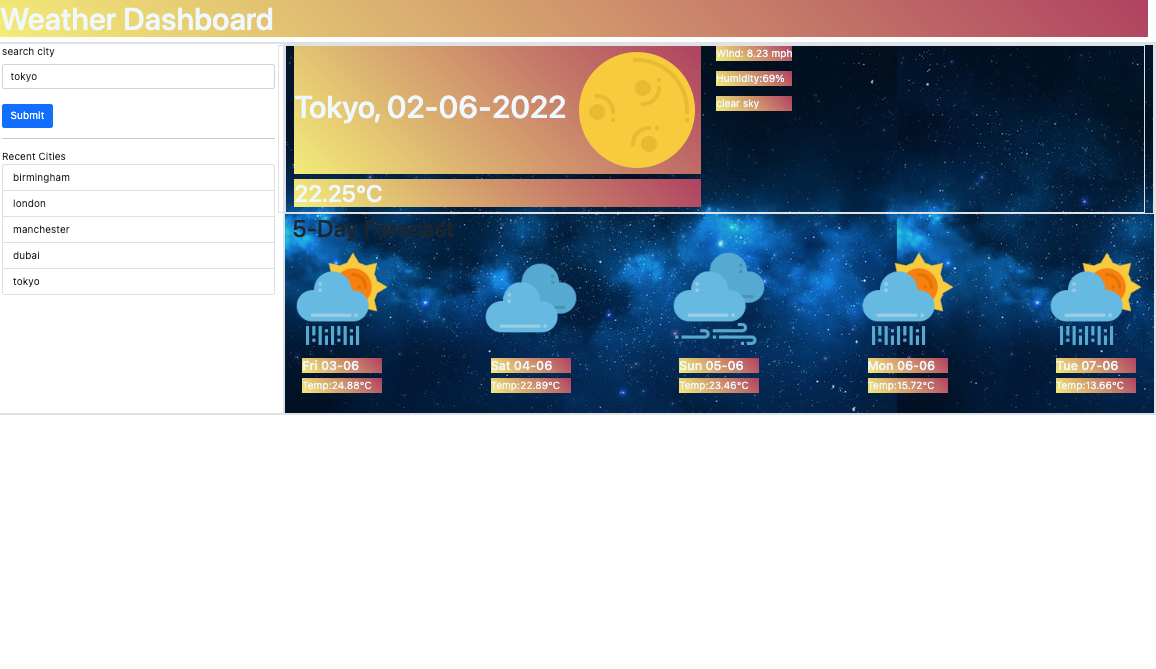 Weather Dashboard
search city
tokyo
Submit
Recent Cities
birmingham
london
manchester
dubai
tokyo
Tokyo, 02-06-2022
22.25°C
Wind: 8.23 mph
Humidity:69%
clear sky
5-Day Forecast
Fri 03-06
Temp:24.88°C
Sat 04-06
Temp:22.89°C
Sun 05-06
Temp:23.46°C
Mon 06-06
Temp:15.72°C
Tue 07-06
Temp:13.66°C